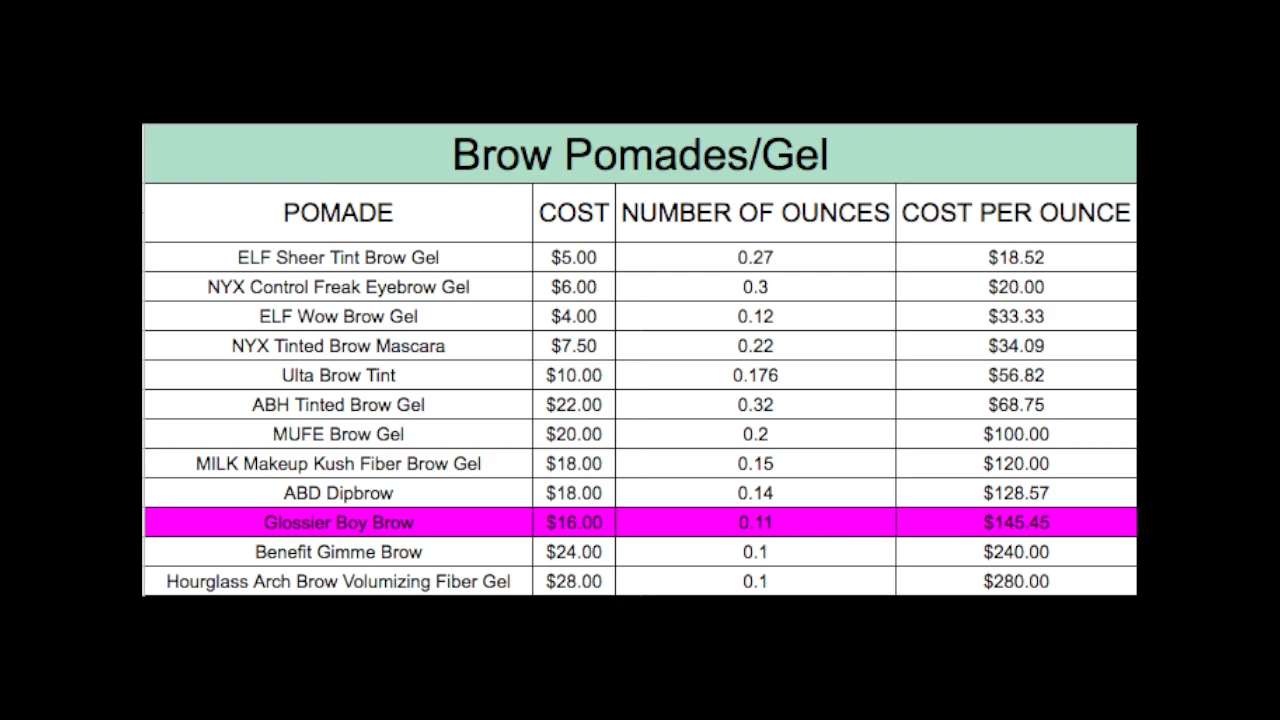 Brow Pomades/Gel
POMADE COST NUMBER OF OUNCES COST PER OUNCE
ELF Sheer Tint Brow Gel $5.00 0.27 $18.52
NYX Control Freak Eyebrow Gel $6.00 0.3 $20.00
ELF Wow Brow Gel $4.00 0.12 $33.33
NYX Tinted Brow Mascara $7.50 0.22 $34.09
Ulta Brow Tint $10.00 0.176 $56.82
ABH Tinted Brow Gel $22.00 0.32 $68.75
MUFE Brow Gel $20.00 0.2 $100.00
MILK Makeup Kush Fiber Brow Gel $18.00 0.15 $120.00
ABD Dipbrow $18.00 0.14 $128.57
Glossier Boy Brow $16.00 0.11 $145.45
Benefit Gimme Brow $24.00 0.1 $240.00
Hourglass Arch Brow Volumizing Fiber Gel $28.00 0.1 $280.00